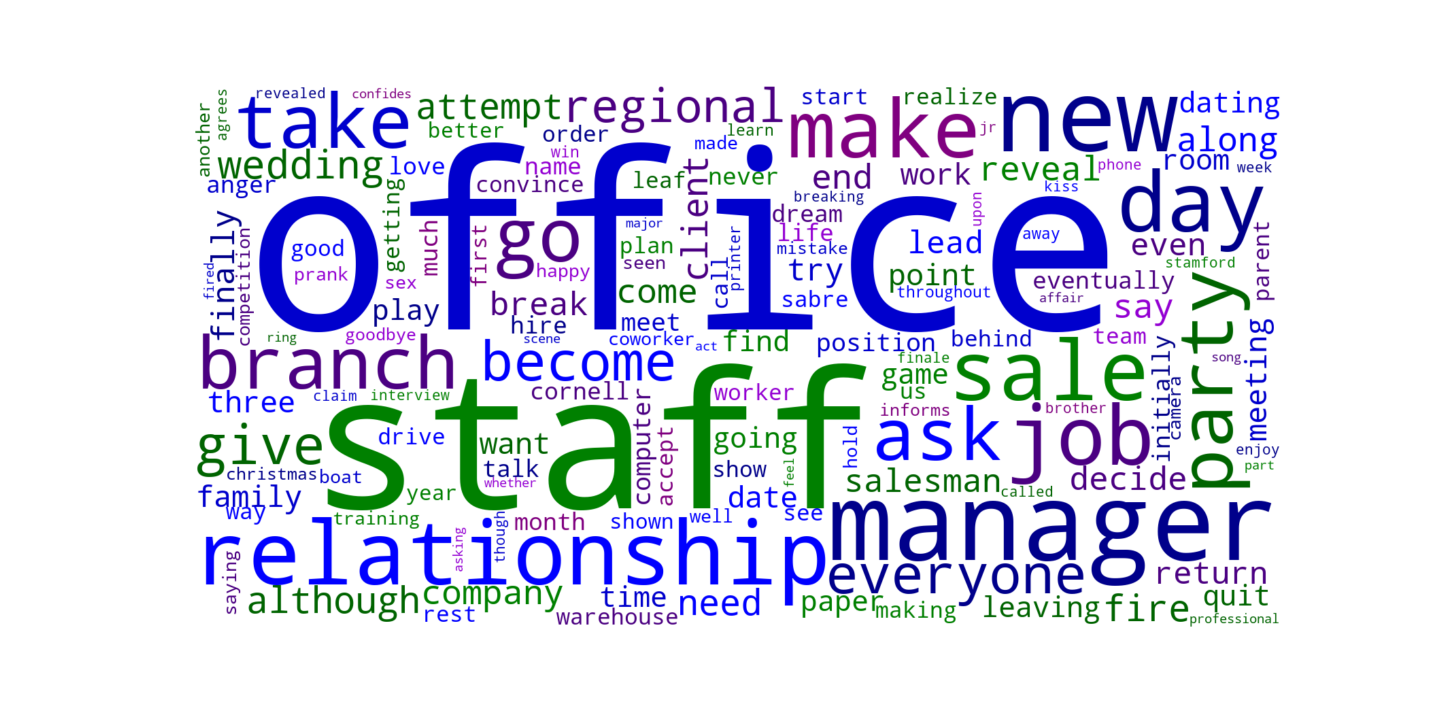 another
agrees
revealed
confides
take
attempt
regional
start
realize
new
dating
better
order
learn
make
jr
along
wedding
love
win
name
made
reveal
phone
room
week
anger
getting
convince
leaf
never
client
end
work
kiss
office
day
breaking
dream
upon
finally
good
much
first
go
major
plan
life
lead
away
even
parent
fired
competition
prank
sex
happy
seen
call
printer
mistake
try
point
eventually
stamford
play
break
come
sabre
throughout
affair
say
party
ring
goodbye
hire
scene
meet
coworker
act
find
position
behind
team
initially
meeting
branch
become
finale
sale
song
three
claim
interview
cornell
computer
worker
game
us
camera
give
staff
drive
want
accept
going
informs
ask
job
brother
christmas
boat
talk
whether
show
feel
hold
salesman
called
decide
enjoy
part
family
way
year
date
see
manager
training
month
shown
well
relationship
asking
though
everyone
return
saying
although
company
rest
time
warehouse
need
paper
making
leaving
fire
quit
professional